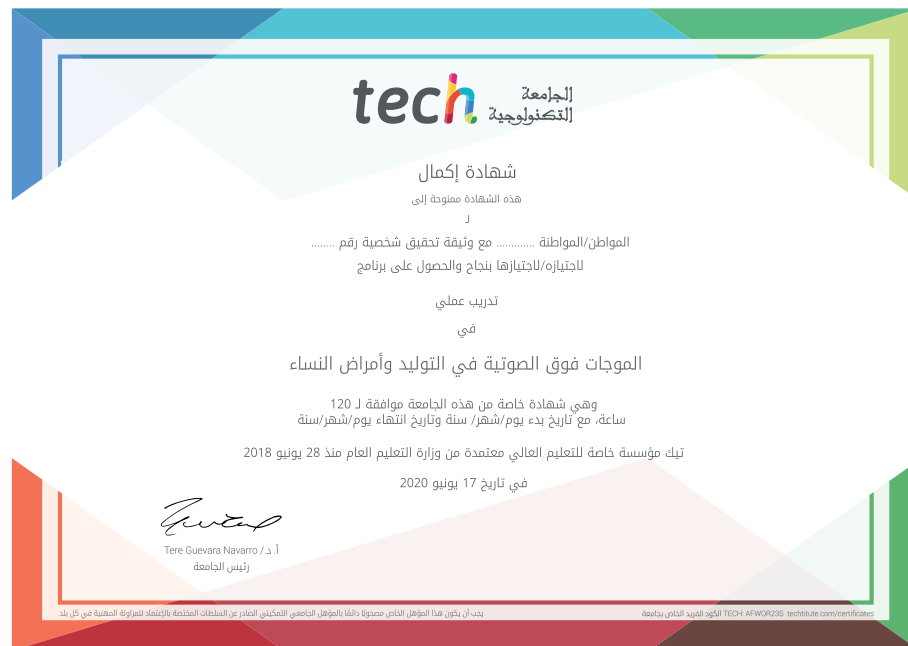 tech الجامعة
التكنولوجية
شهادة إكمال
هذه الشهادة ممنوحة إلى
لـ
المواطن/المواطنة ............ مع وثيقة تحقيق شخصية رقم ........
لاجتيازه/لاجتيازها بنجاح والحصول على برنامج
تدريب عملي
في
الموجات فوق الصوتية في التوليد وأمراض النساء
وهي شهادة خاصة من هذه الجامعة موافقة لـ 120
ساعة، مع تاريخ بدء يوم/شهر/ سنة وتاريخ انتهاء يوم/شهر/سنة
تيك مؤسسة خاصة للتعليم العالي معتمدة من وزارة التعليم العام منذ 28 يونيو 2018
في تاريخ 17 يونيو 2020
أ.د./ Tere Guevara Navarro
رئيس الجامعة
يجب أن يكون هذا المؤهل الخاص مصحوبًا دائمًا بالمؤهل الجامعي التمكيني الصادر عن السلطات المختصة بالإعتماد للمزاولة المهنية في كل بلد.
الكود الفريد الخاص بجامعة TECH: AFWOR23S techtitute.com/certificates